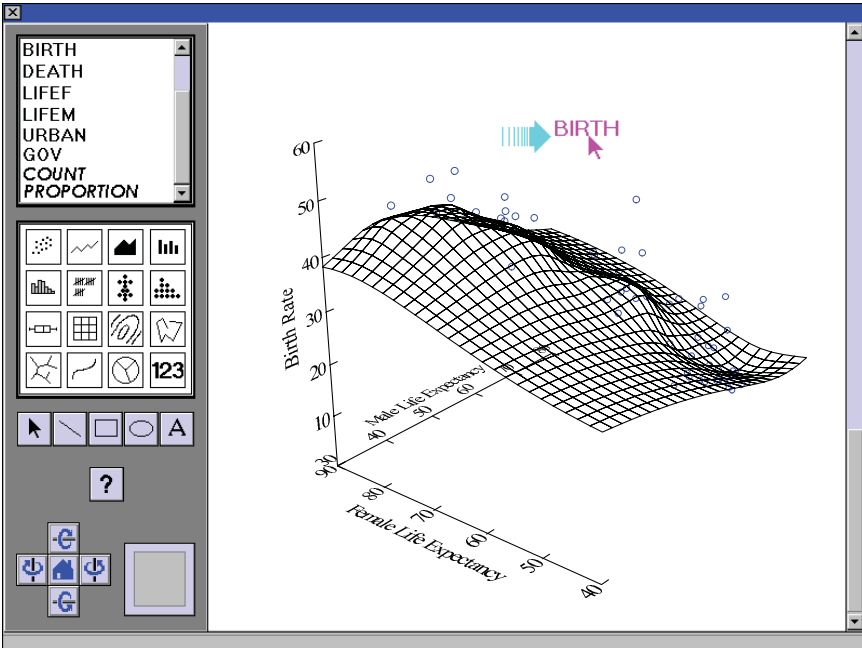 BIRTH
DEATH
LIFEF
LIFEM
URBAN
GOV
COUNT
PROPORTION
123
A
?
BIRTH
60
50
40
30
20
10
Birth Rate
Male Life Expectancy
40
50
60
30
90
80
70
60
50
40
Female Life Expectancy